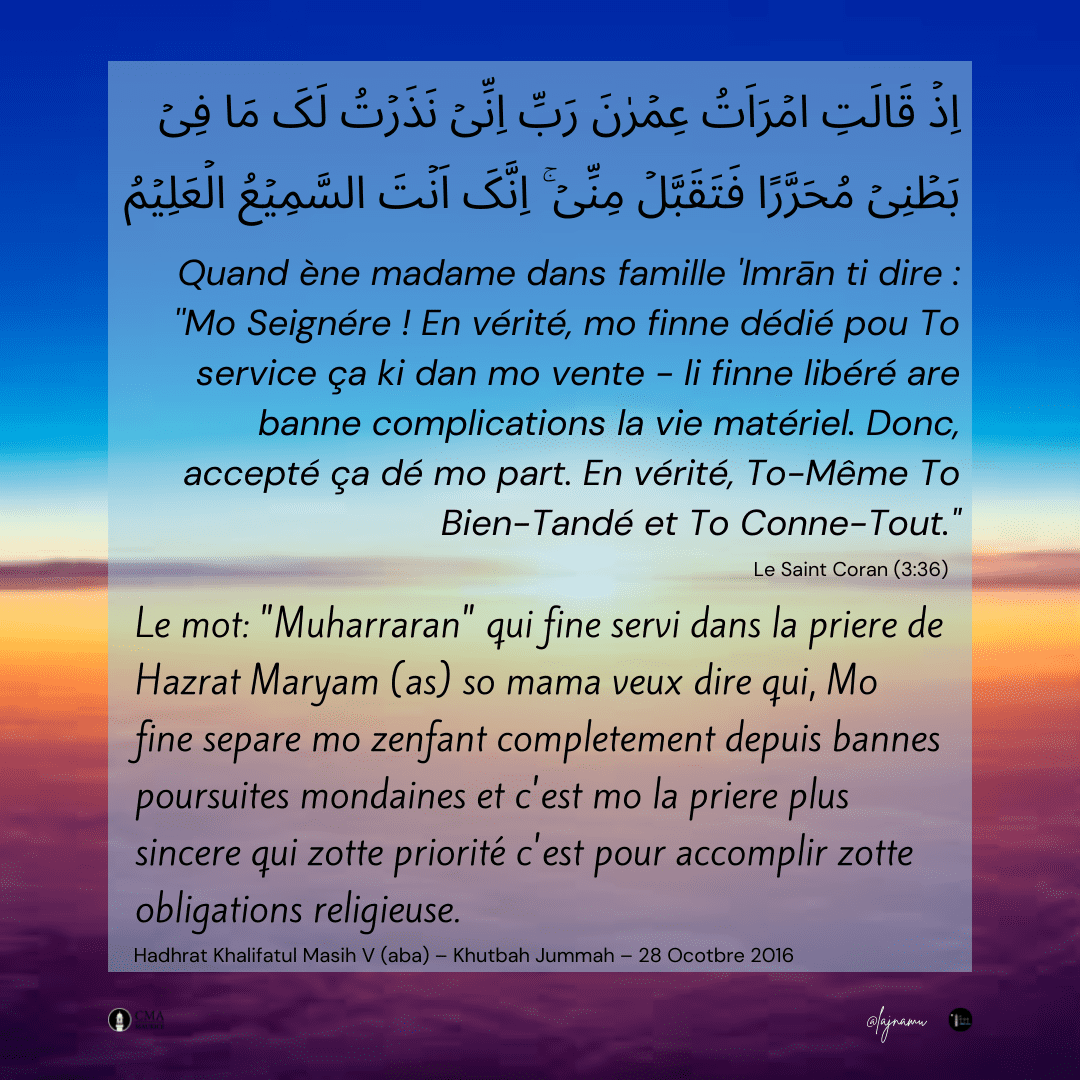 اِذۡ قَالَتِ امۡرَاَتُ عِمۡرٰنَ رَبِّ اِنِّیۡ نَذَرۡتُ لَکَ مَا فِیۡ
بَطۡنِیۡ مُحَرَّرًا فَتَقَبَّلۡ مِنِّیۡ ۚ اِنَّکَ اَنۡتَ السَّمِیۡعُ الۡعَلِیۡمُ
Quand ène madame dans famille 'Imrān ti dire :
"Mo Seignére ! En vérité, mo finne dédié pou To
service ça ki dan mo vente - li finne libéré are
banne complications la vie matériel. Donc,
accepté ça dé mo part. En vérité, To-Même To
Bien-Tandé et To Conne-Tout."
Le Saint Coran (3:36)
Le mot: "Muharraran" qui fine servi dans la priere de
Hazrat Maryam (as) so mama veux dire qui, Mo
fine separe mo zenfant completement depuis bannes
poursuites mondaines et c'est mo la priere plus
sincere qui zotte priorité c'est pour accomplir zotte
obligations religieuse.
Hadhrat Khalifatul Masih V (aba) – Khutbah Jummah – 28 Ocotbre 2016
CMA
@lajnamu